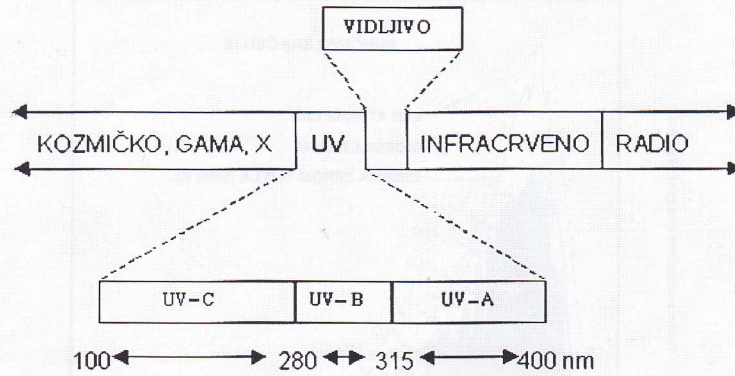 VIDLJIVO
KOZMIČKO, GAMA, X UV INFRACRVENO RADIO
UV-C UV-B UV-A
100 280 315 400 nm